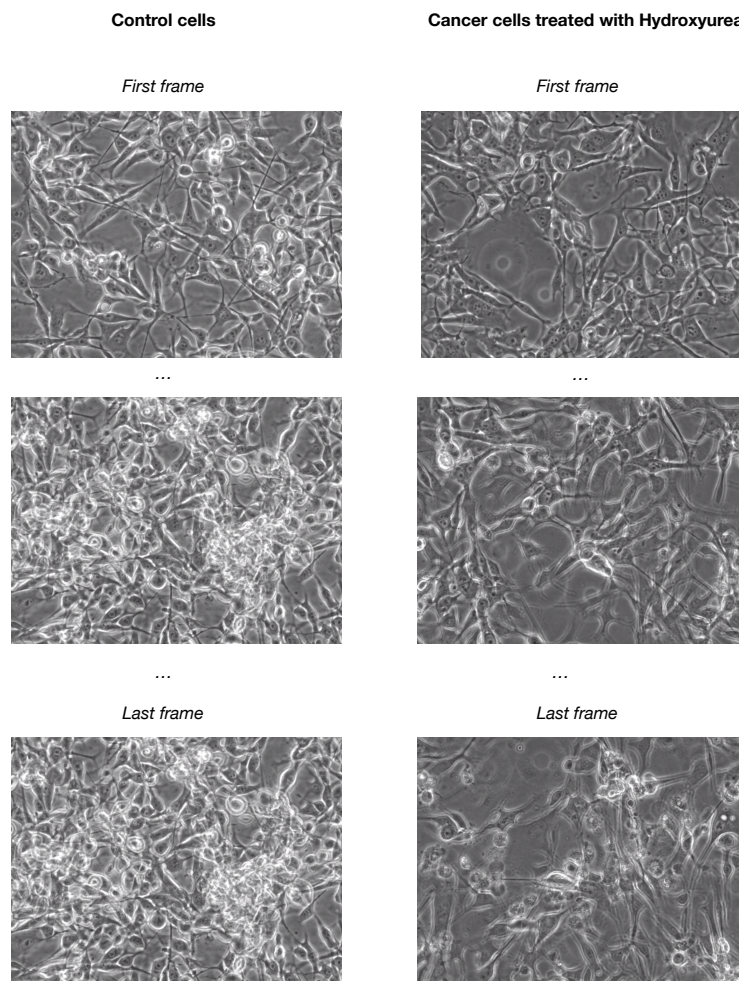 Control cells
Cancer cells treated with Hydroxyurea
First frame
First frame
...
...
...
...
Last frame
Last frame